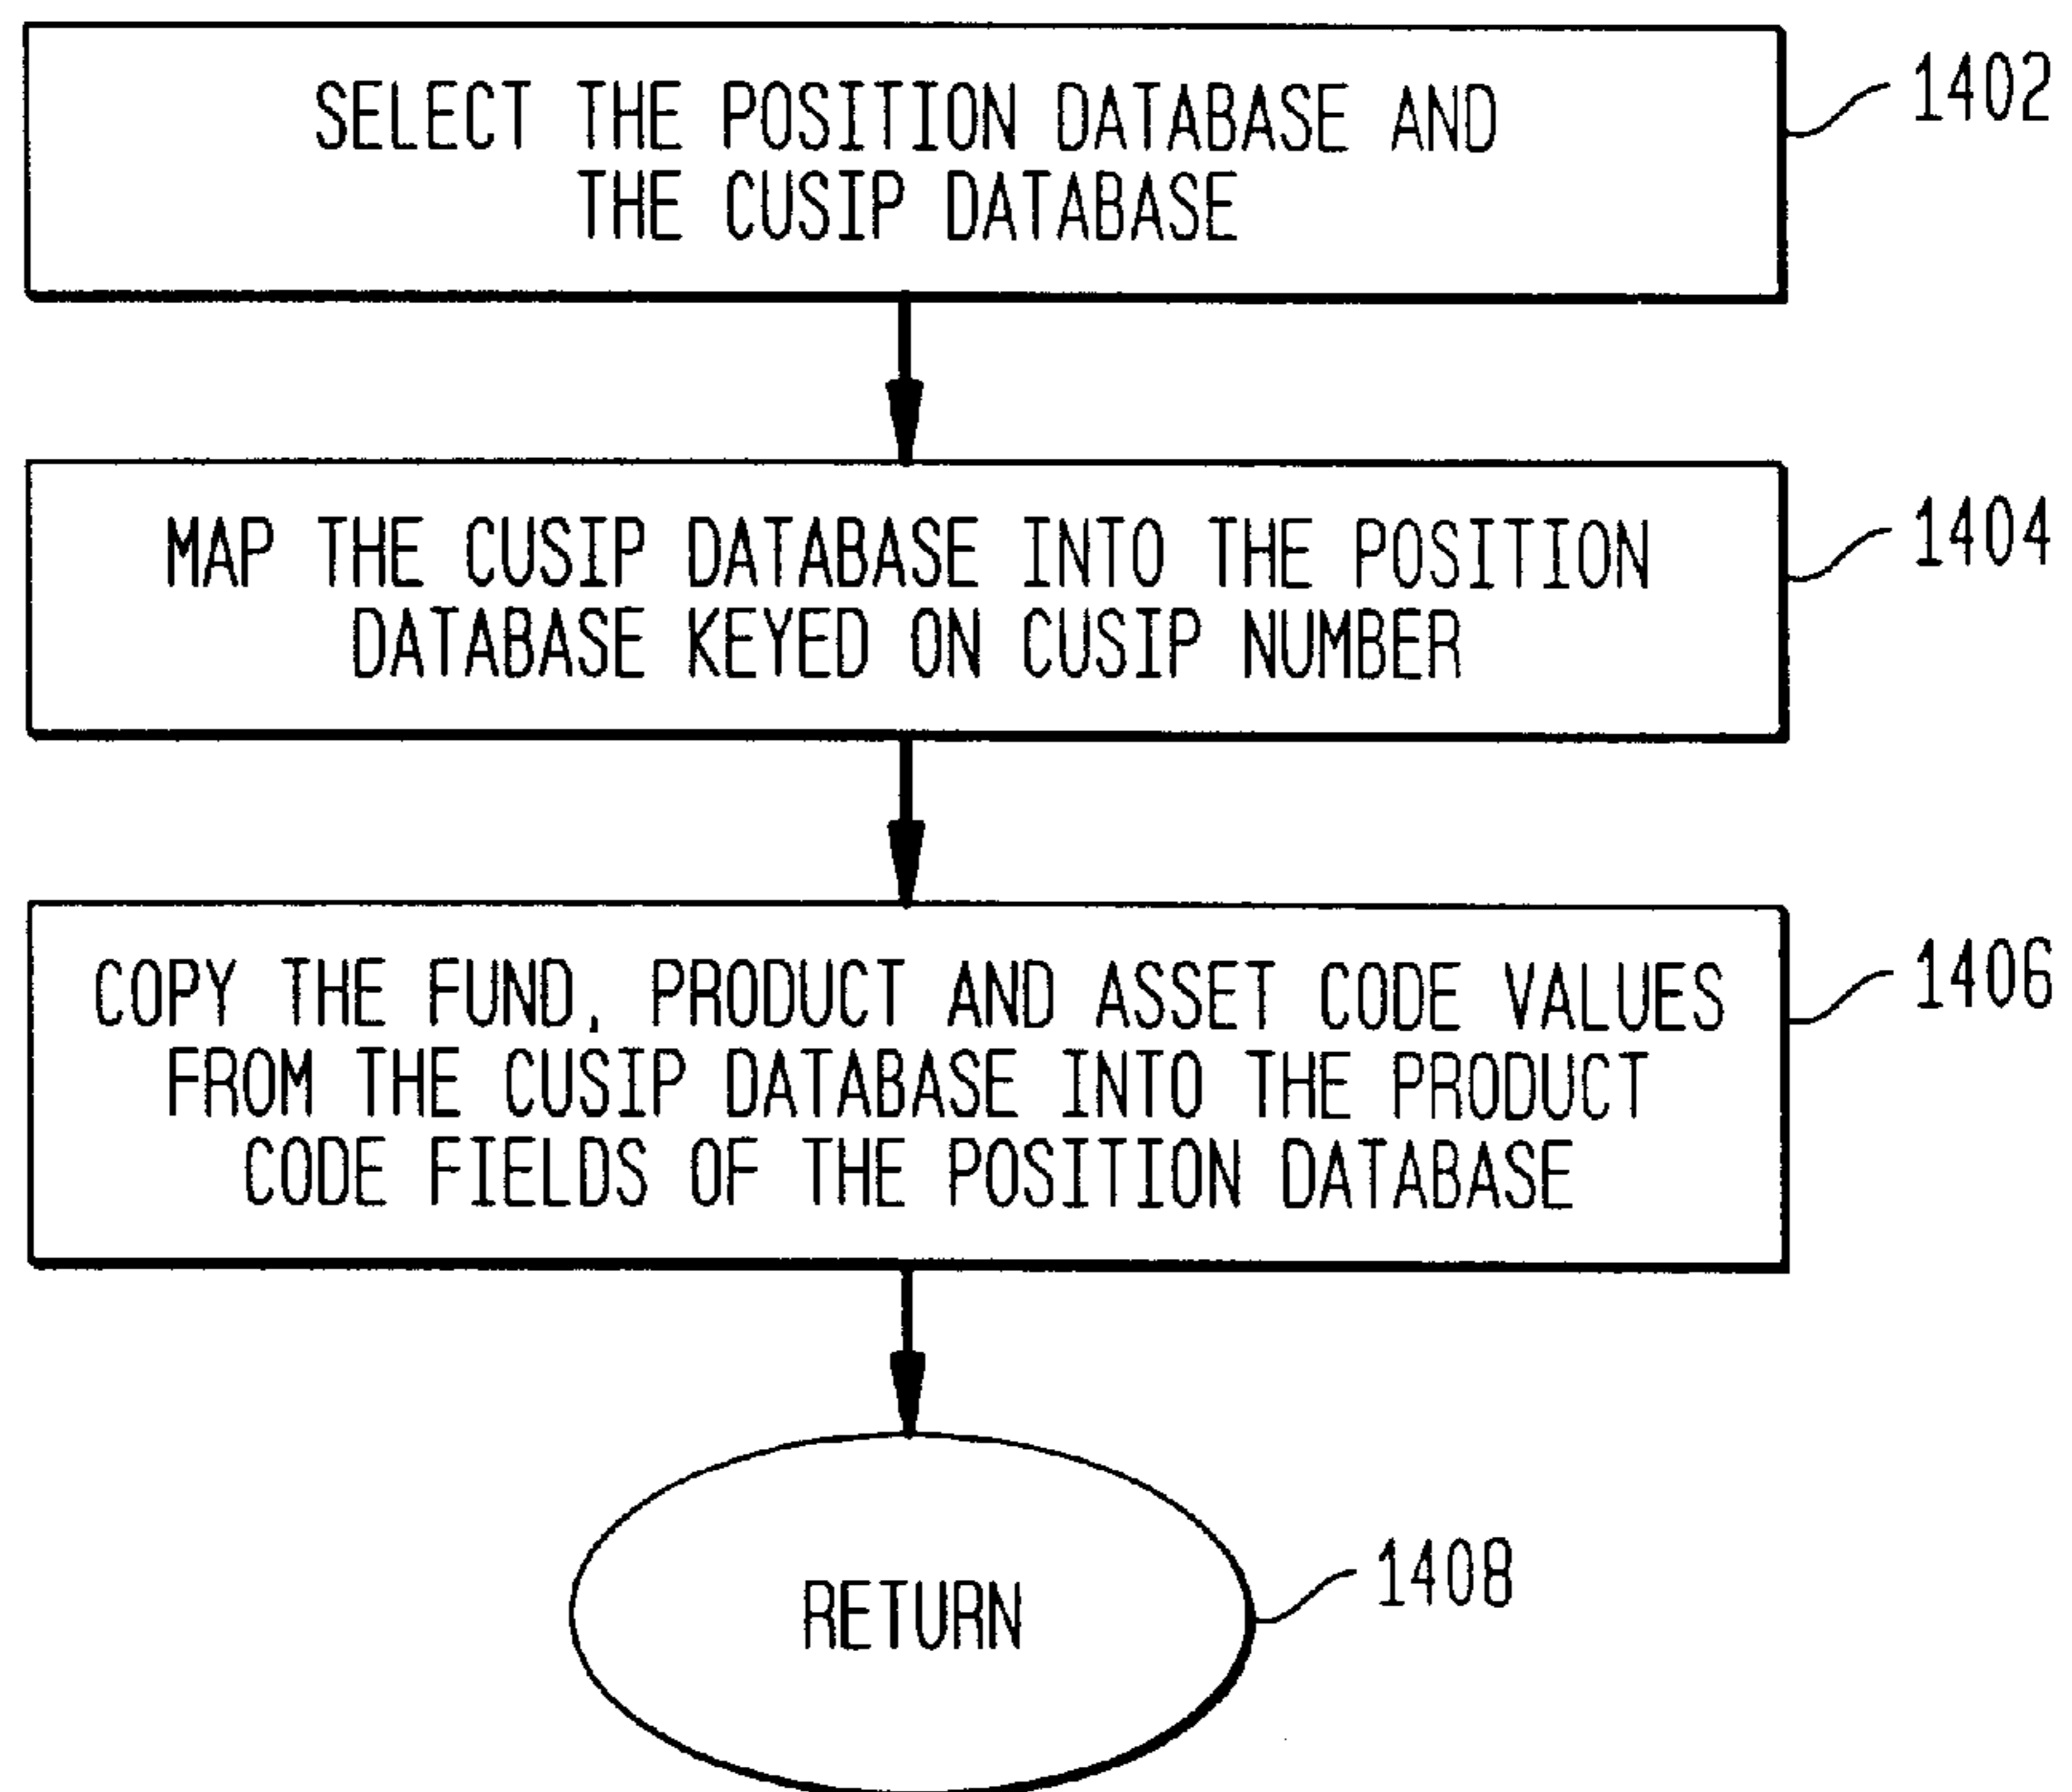 SELECT THE POSITION DATABASE AND
THE CUSIP DATABASE
1402
MAP THE CUSIP DATABASE INTO THE POSITION
DATABASE KEYED ON CUSIP NUMBER
1404
COPY THE FUND, PRODUCT AND ASSET CODE VALUES
FROM THE CUSIP DATABASE INTO THE PRODUCT
CODE FIELDS OF THE POSITION DATABASE
1406
RETURN
1408